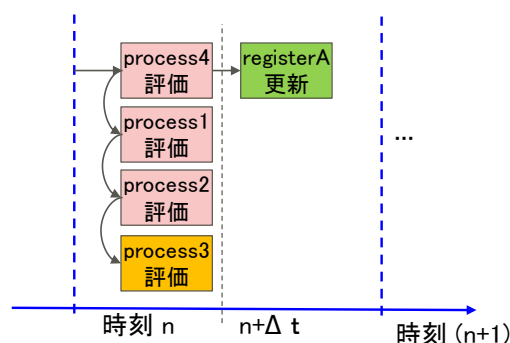 process4
評価
registerA
更新
process1
評価
...
process2
評価
process3
評価
時刻 n
n+Δ t
時刻 (n+1)